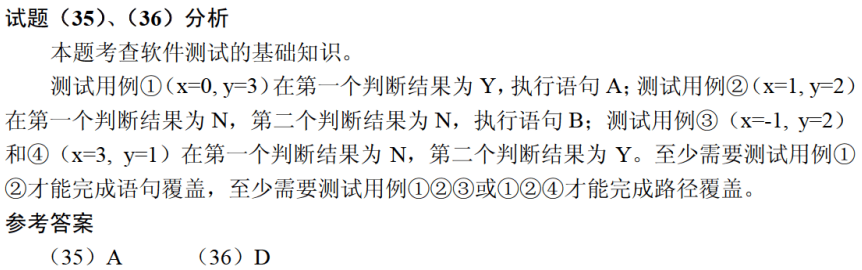 试题（35）、（36）分析
本题考查软件测试的基础知识。
测试用例①（x=0, y=3）在第一个判断结果为 Y，执行语句 A；测试用例②（x=1, y=2）
在第一个判断结果为 N，第二个判断结果为 N，执行语句 B；测试用例③（x=-1, y=2）
和④（x=3, y=1）在第一个判断结果为 N，第二个判断结果为 Y。至少需要测试用例①
②才能完成语句覆盖，至少需要测试用例①②③或①②④才能完成路径覆盖。
参考答案
（35）A （36）D